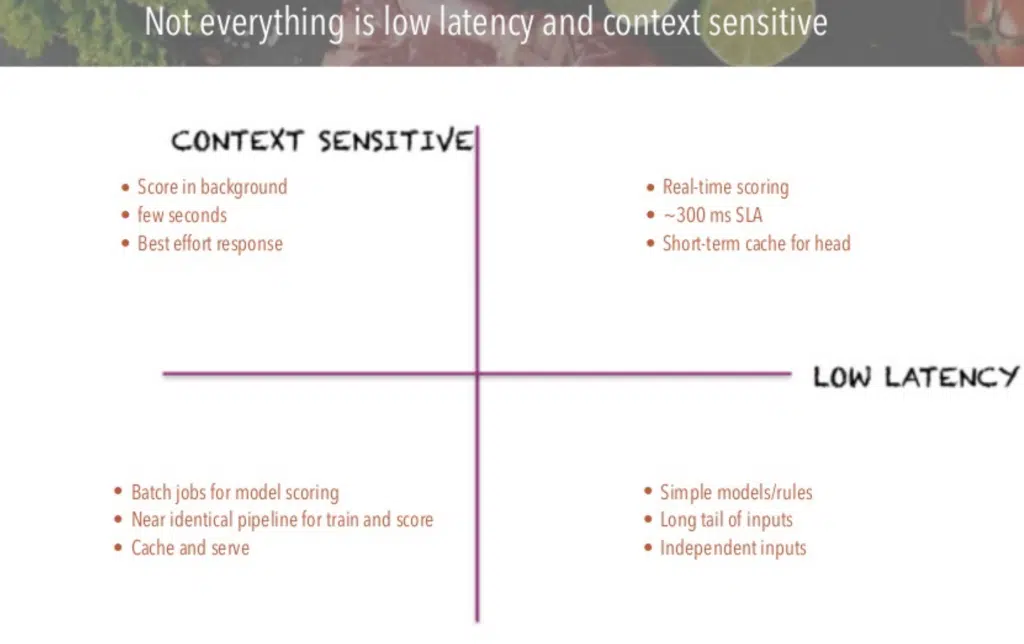 Not everything is low latency and context sensitive
CONTEXT SENSITIVE
• Score in background
• few seconds
• Best effort response
• Real-time scoring
• ~300 ms SLA
• Short-term cache for head
LOW LATENCY
• Batch jobs for model scoring
• Near identical pipeline for train and score
• Cache and serve
• Simple models/rules
• Long tail of inputs
• Independent inputs